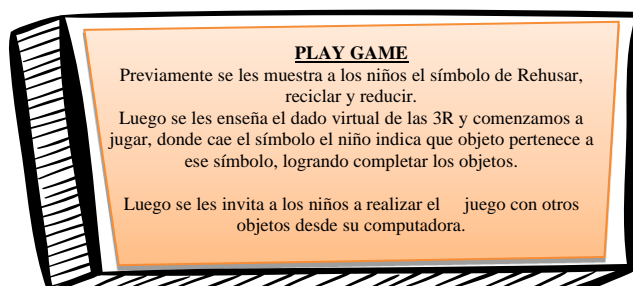 PLAY GAME
Previamente se les muestra a los niños el símbolo de Rehusar,
reciclar y reducir.
Luego se les enseña el dado virtual de las 3R y comenzamos a
jugar, donde cae el símbolo el niño indica que objeto pertenece a
ese símbolo, logrando completar los objetos.
Luego se les invita a los niños a realizar el juego con otros
objetos desde su computadora.